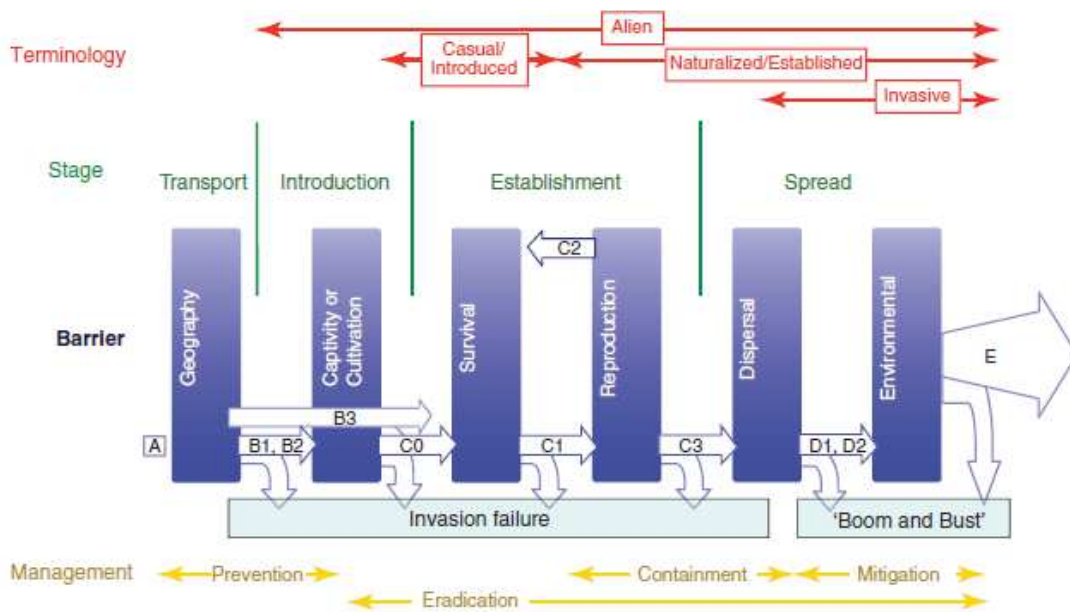 Alien
Terminology
Casual/
Introduced
Naturalized/Established
Invasive
Stage
Transport
Introduction
Establishment
Spread
C2
Barrier
Geography
Captivity or
Cultivation
Survival
Reproduction
Dispersal
Environmental
E
B3
A
B1, B2
C0
C1
C3
D1, D2
Invasion failure
'Boom and Bust'
Management
Prevention
Containment
Mitigation
Eradication